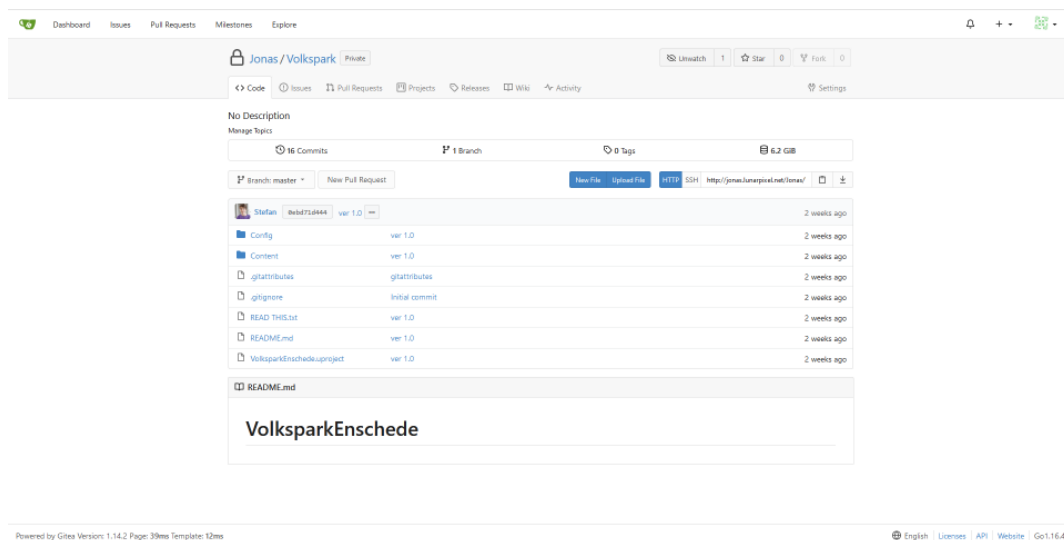 Dashboard Issues Pull Requests Milestones Explore + 
Jonas / Volkspark Private Unwatch 1 Star 0 Fork 0
<> Code Issues Pull Requests Projects Releases Wiki Activity Settings
No Description
Manage Topics
16 Commits 1 Branch 0 Tags 6.2 GiB
Branch: master New Pull Request New File Upload File HTTP SSH http://jonas.lunarpixel.net/Jonas/
Stefan 0ebd71d444 ver 1.0 ... 2 weeks ago
Config ver 1.0 2 weeks ago
Content ver 1.0 2 weeks ago
.gitattributes gitattributes 2 weeks ago
.gitignore Initial commit 2 weeks ago
READ THIS.txt ver 1.0 2 weeks ago
README.md ver 1.0 2 weeks ago
VolksparkEnschede.uproject ver 1.0 2 weeks ago
README.md
VolksparkEnschede
Powered by Gitea Version: 1.14.2 Page: 39ms Template: 12ms English Licenses API Website Go1.16.4